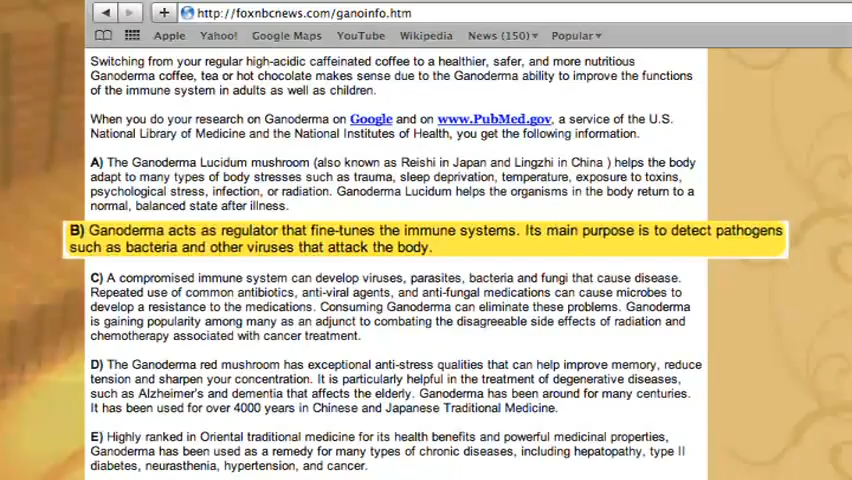 http://foxnbcnews.com/ganoinfo.htm
Apple Yahoo! Google Maps YouTube Wikipedia News (150) Popular
Switching from your regular high-acidic caffeinated coffee to a healthier, safer, and more nutritious
Ganoderma coffee, tea or hot chocolate makes sense due to the Ganoderma ability to improve the functions
of the immune system in adults as well as children.
When you do your research on Ganoderma on Google and on www.PubMed.gov, a service of the U.S.
National Library of Medicine and the National Institutes of Health, you get the following information.
A) The Ganoderma Lucidum mushroom (also known as Reishi in Japan and Lingzhi in China ) helps the body
adapt to many types of body stresses such as trauma, sleep deprivation, temperature, exposure to toxins,
psychological stress, infection, or radiation. Ganoderma Lucidum helps the organisms in the body return to a
normal, balanced state after illness.
B) Ganoderma acts as regulator that fine-tunes the immune systems. Its main purpose is to detect pathogens
such as bacteria and other viruses that attack the body.
C) A compromised immune system can develop viruses, parasites, bacteria and fungi that cause disease.
Repeated use of common antibiotics, anti-viral agents, and anti-fungal medications can cause microbes to
develop a resistance to the medications. Consuming Ganoderma can eliminate these problems. Ganoderma
is gaining popularity among many as an adjunct to combating the disagreeable side effects of radiation and
chemotherapy associated with cancer treatment.
D) The Ganoderma red mushroom has exceptional anti-stress qualities that can help improve memory, reduce
tension and sharpen your concentration. It is particularly helpful in the treatment of degenerative diseases,
such as Alzheimer's and dementia that affects the elderly. Ganoderma has been around for many centuries.
It has been used for over 4000 years in Chinese and Japanese Traditional Medicine.
E) Highly ranked in Oriental traditional medicine for its health benefits and powerful medicinal properties,
Ganoderma has been used as a remedy for many types of chronic diseases, including hepatopathy, type II
diabetes, neurasthenia, hypertension, and cancer.